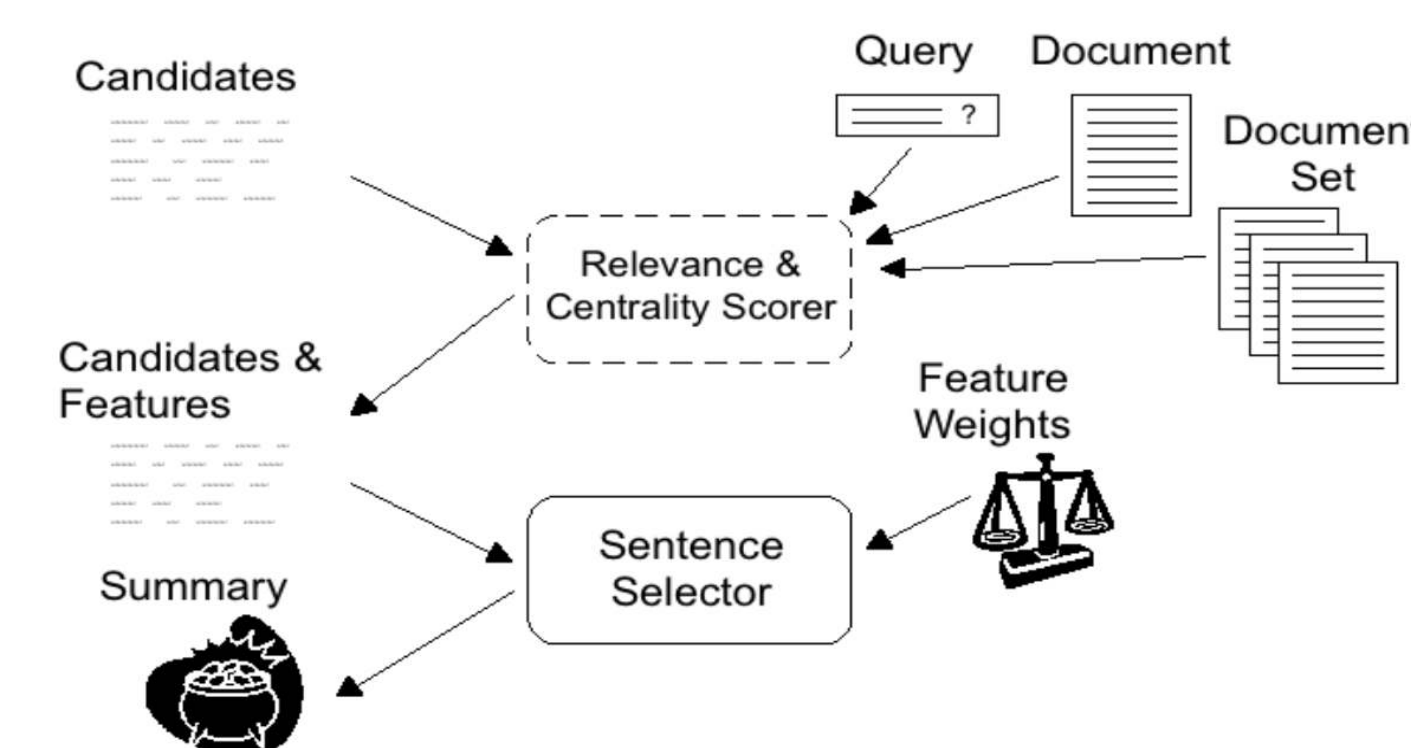 Candidates
Query
Document
?
Documen
Set
Relevance &
Centrality Scorer
Candidates &
Features
Feature
Weights
Sentence
Selector
Summary